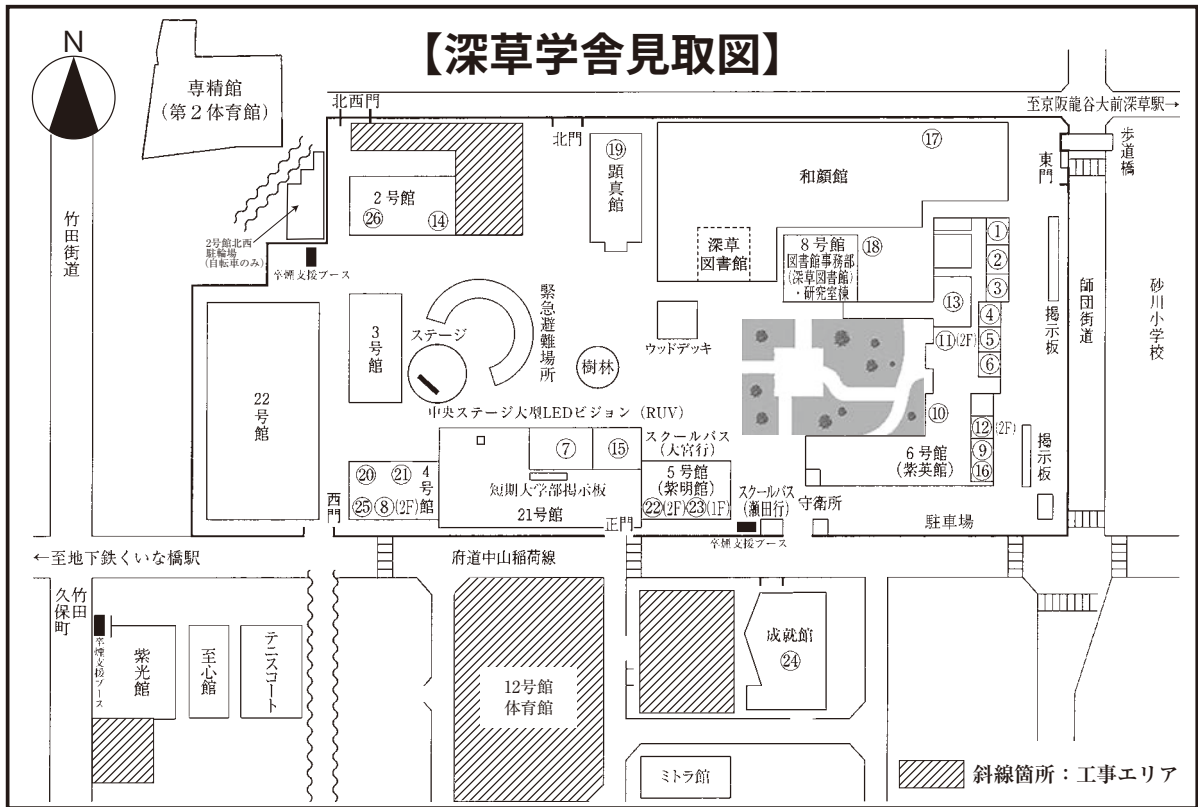 【深草学舎見取図】
N
専精館
(第２体育館)
北西門
至京阪龍谷大前深草駅→
北門
歩道橋
東門
⑲
顕真館
⑰
和顔館
２号館
㉖
⑭
竹田街道
2号館北西
駐輪場
(自転車のみ)
卒煙支援ブース
深草
図書館
８号館
図書館事務部
(深草図書館)
・研究室棟
⑱
①
②
③
⑬
④
⑤
⑥
⑪(2F)
掲示板
師団街道
砂川小学校
22号館
３号館
ステージ
緊急避難場所
樹林
ウッドデッキ
中央ステージ大型LEDビジョン（RUV）
⑩
⑫(2F)
⑨
⑯
６号館
(紫英館)
掲示板
⑦
⑮
スクールバス
(大宮行)
⑳
㉑
４号館
㉕
⑧(2F)
短期大学部掲示板
21号館
５号館
(紫明館)
㉒(2F)㉓(1F)
スクールバス
(瀬田行)
守衛所
駐車場
西門
正門
卒煙支援ブース
←至地下鉄くいな橋駅
府道中山稲荷線
竹田
久保町
卒煙支援ブース
紫光館
至心館
テニスコート
12号館
体育館
成就館
㉔
ミトラ館
斜線箇所：工事エリア